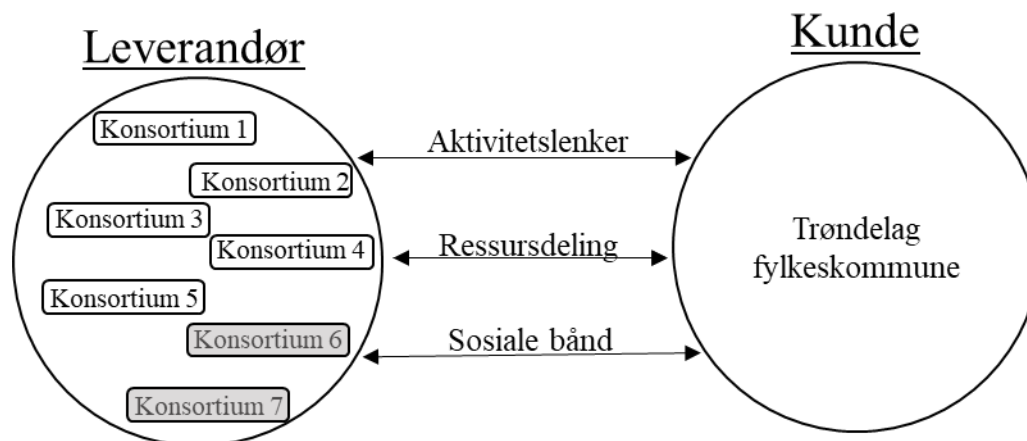 Leverandør
Kunde
Konsortium 1
Konsortium 2
Konsortium 3
Konsortium 4
Konsortium 5
Konsortium 6
Konsortium 7
Aktivitetslenker
Ressursdeling
Sosiale bånd
Trøndelag
fylkeskommune